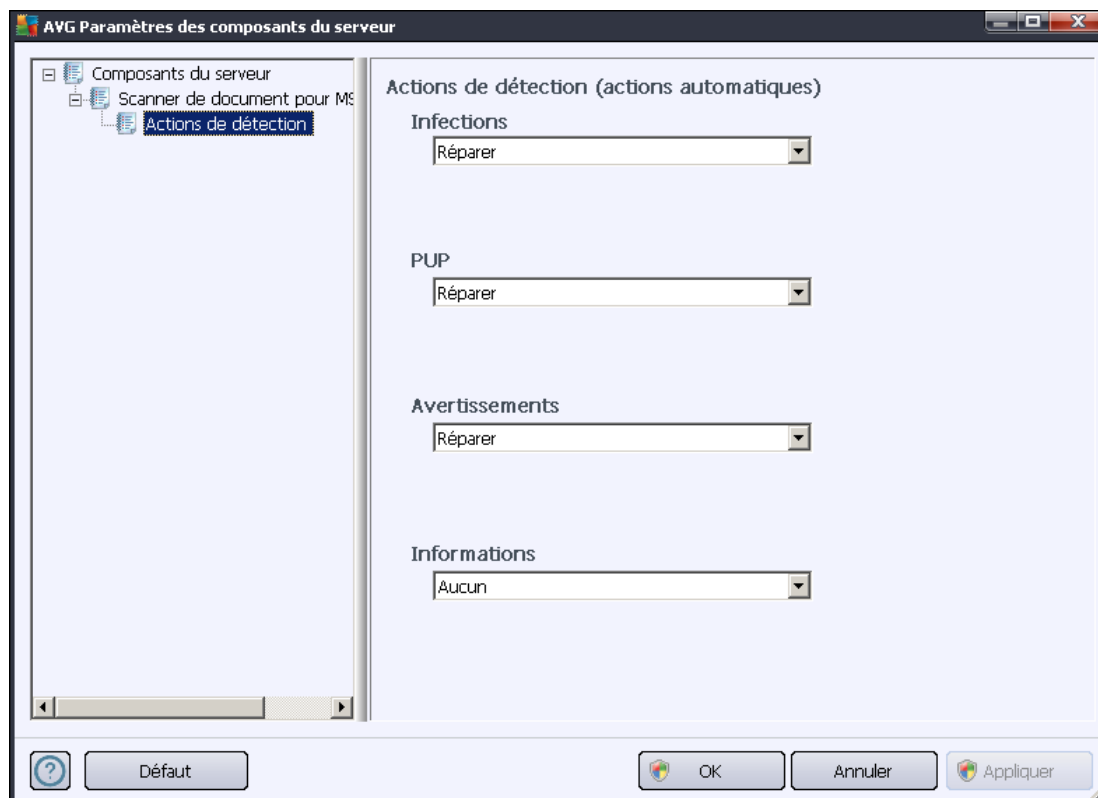 AVG Paramètres des composants du serveur
Composants du serveur
Scanner de document pour MS
Actions de détection
Actions de détection (actions automatiques)
Infections
Réparer
PUP
Réparer
Avertissements
Réparer
Informations
Aucun
Défaut
OK
Annuler
Appliquer